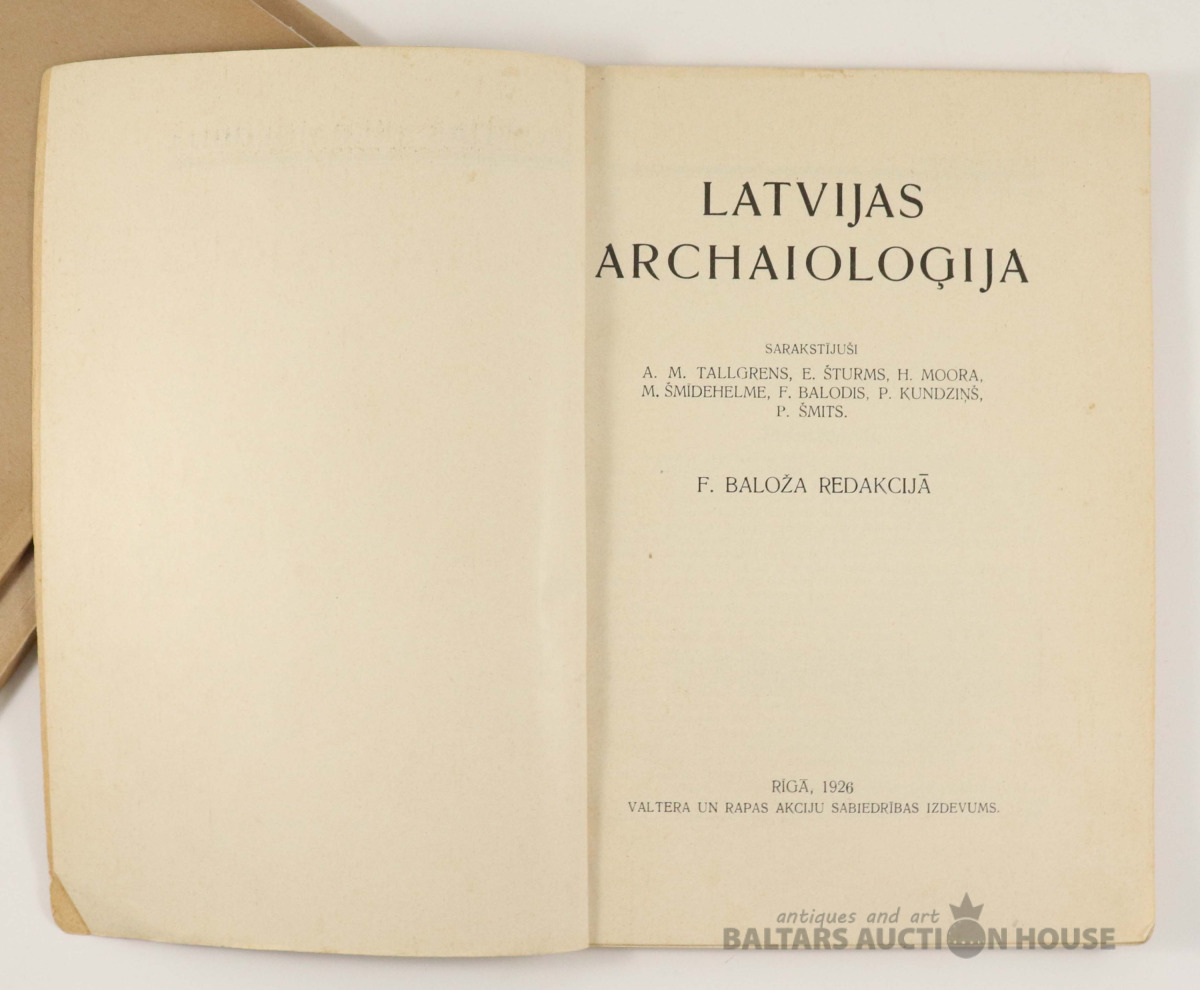 LATVIJAS
ARCHAIOLOĢIJA
SARAKSTĪJUŠI
A. M. TALLGRENS, E. ŠTURMS, H. MOORA,
M. ŠMĪDEHELME, F. BALODIS, P. KUNDZIŅŠ,
P. ŠMITS.
F. BALOŽA REDAKCIJĀ
RĪGĀ, 1926
VALTERA UN RAPAS AKCIJU SABIEDRĪBAS IZDEVUMS.
antiques and art
BALTARS AUCTION HOUSE